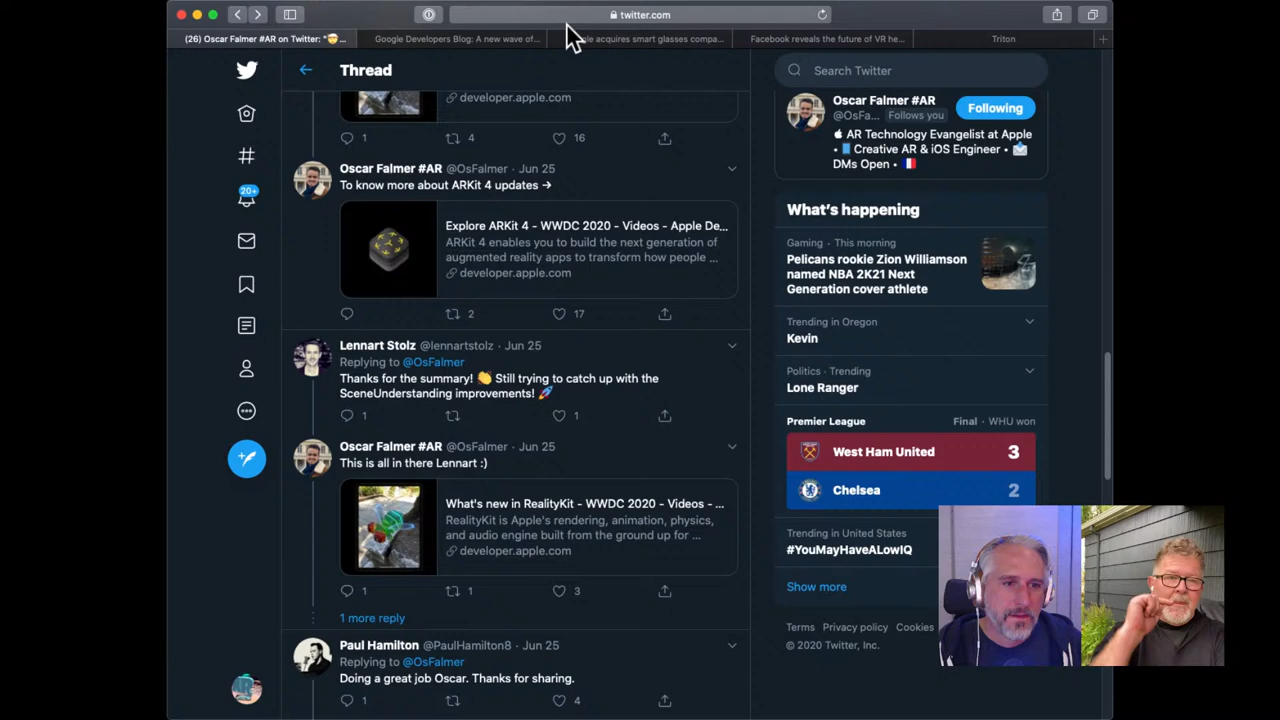 twitter.com
(26) Oscar Falmer #AR on Twitter: "🤯...
Google Developers Blog: A new wave of...
gle acquires smart glasses compa...
Facebook reveals the future of VR he...
Triton
Thread
Search Twitter
developer.apple.com
1 4 16
Oscar Falmer #AR @OsFalmer · Jun 25
To know more about ARKit 4 updates →
Explore ARKit 4 - WWDC 2020 - Videos - Apple De...
ARKit 4 enables you to build the next generation of
augmented reality apps to transform how people ...
developer.apple.com
2 17
Lennart Stolz @lennartstolz · Jun 25
Replying to @OsFalmer
Thanks for the summary! 👏 Still trying to catch up with the
SceneUnderstanding improvements! 🚀
1 1
Oscar Falmer #AR @OsFalmer · Jun 25
This is all in there Lennart :)
What's new in RealityKit - WWDC 2020 - Videos - ...
RealityKit is Apple's rendering, animation, physics,
and audio engine built from the ground up for ...
developer.apple.com
1 1 3
1 more reply
Paul Hamilton @PaulHamilton8 · Jun 25
Replying to @OsFalmer
Doing a great job Oscar. Thanks for sharing.
1 4
20+
Oscar Falmer #AR
@OsFa... Follows you
Following
AR Technology Evangelist at Apple
• Creative AR & iOS Engineer •
DMs Open •
What's happening
Gaming · This morning
Pelicans rookie Zion Williamson
named NBA 2K21 Next
Generation cover athlete
Trending in Oregon
Kevin
Politics · Trending
Lone Ranger
Premier League Final · WHU won
West Ham United 3
Chelsea 2
Trending in United States
#YouMayHaveALowIQ
Show more
Terms Privacy policy Cookies
© 2020 Twitter, Inc.